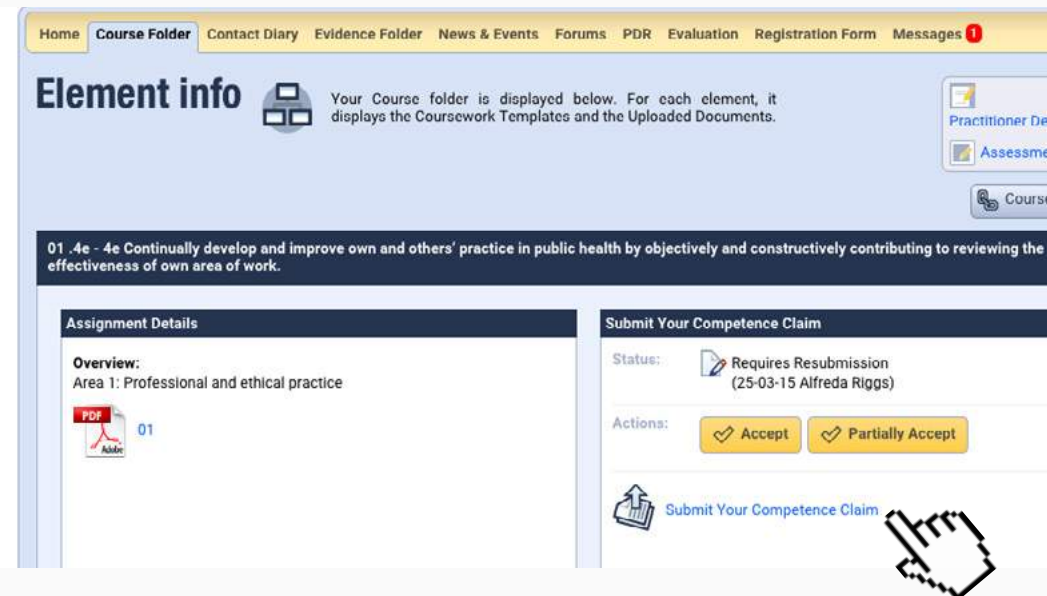 Home Course Folder Contact Diary Evidence Folder News & Events Forums PDR Evaluation Registration Form Messages 1
Element info
Your Course folder is displayed below. For each element, it
displays the Coursework Templates and the Uploaded Documents.
Practitioner De
Assessme
Course
01 .4e - 4e Continually develop and improve own and others' practice in public health by objectively and constructively contributing to reviewing the
effectiveness of own area of work.
Assignment Details
Overview:
Area 1: Professional and ethical practice
PDF
Adobe
01
Submit Your Competence Claim
Status:
Requires Resubmission
(25-03-15 Alfreda Riggs)
Actions:
Accept
Partially Accept
Submit Your Competence Claim